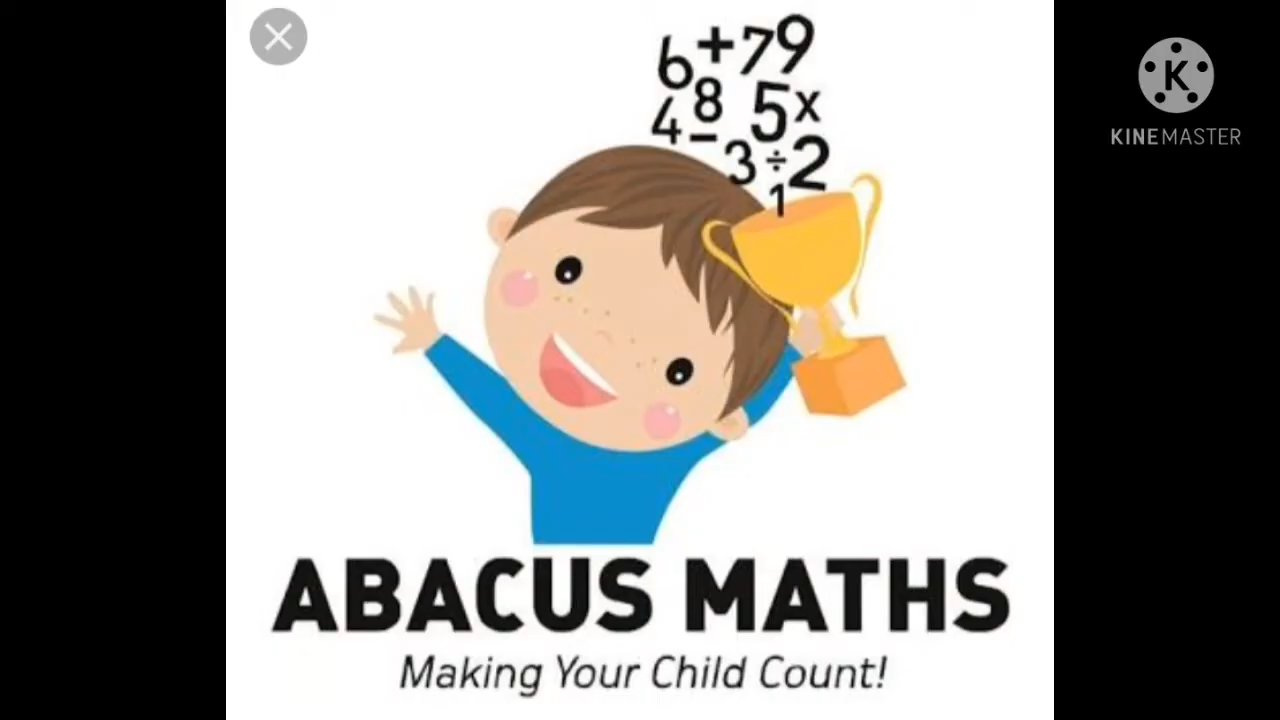 6+79
48 5x
-3÷2
1
K
KINEMASTER
ABACUS MATHS
Making Your Child Count!